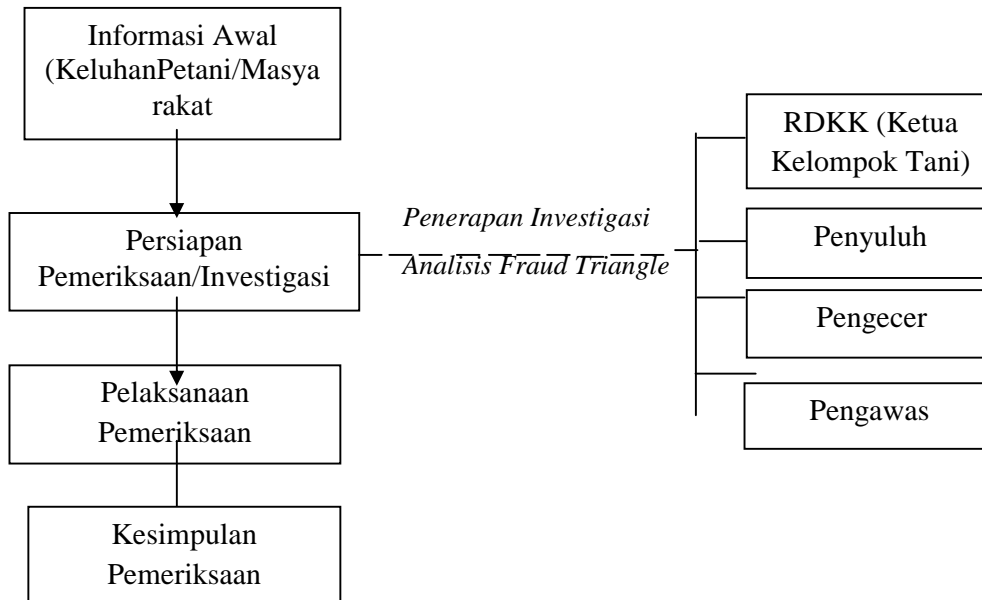 Informasi Awal
(KeluhanPetani/Masya
rakat
Persiapan
Pemeriksaan/Investigasi
Pelaksanaan
Pemeriksaan
Kesimpulan
Pemeriksaan
Penerapan Investigasi
Analisis Fraud Triangle
RDKK (Ketua
Kelompok Tani)
Penyuluh
Pengecer
Pengawas